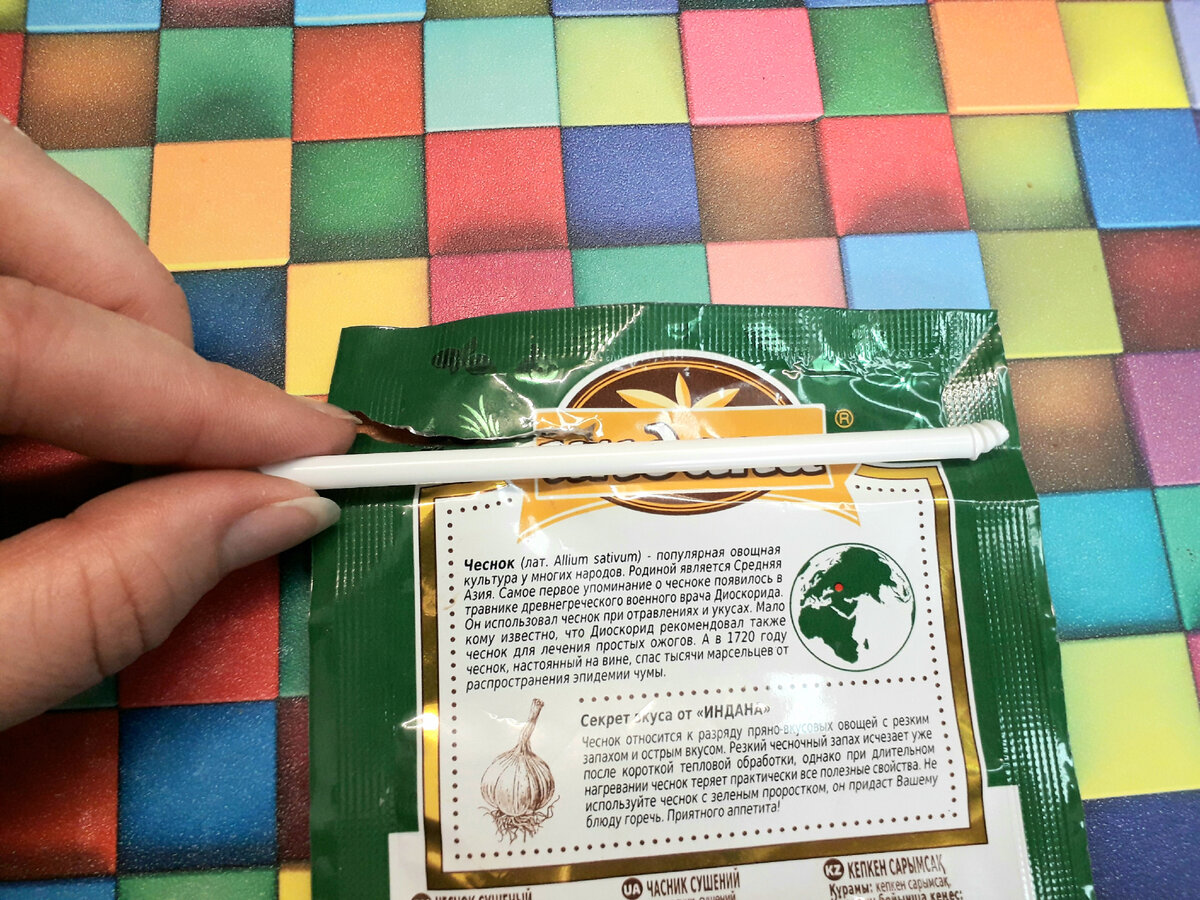 ®
Чеснок (лат. Allium sativum) - популярная овощная
культура у многих народов. Родиной является Средняя
Азия. Самое первое упоминание о чесноке появилось в
травнике древнегреческого военного врача Диоскорида.
Он использовал чеснок при отравлениях и укусах. Мало
кому известно, что Диоскорид рекомендовал также
чеснок для лечения простых ожогов. А в 1720 году
чеснок, настоянный на вине, спас тысячи марсельцев от
распространения эпидемии чумы.
Секрет вкуса от «ИНДАНА»
Чеснок относится к разряду пряно-вкусовых овощей с резким
запахом и острым вкусом. Резкий чесночный запах исчезает уже
после короткой тепловой обработки, однако при длительном
нагревании чеснок теряет практически все полезные свойства. Не
используйте чеснок с зеленым проростком, он придаст Вашему
блюду горечь. Приятного аппетита!
ЧЕСНОК СУШЕНЫЙ
UA ЧАСНИК СУШЕНИЙ
KZ КЕПКЕН САРЫМСАҚ
Құрамы: кепкен сарымсақ.
бойынша кеңес: